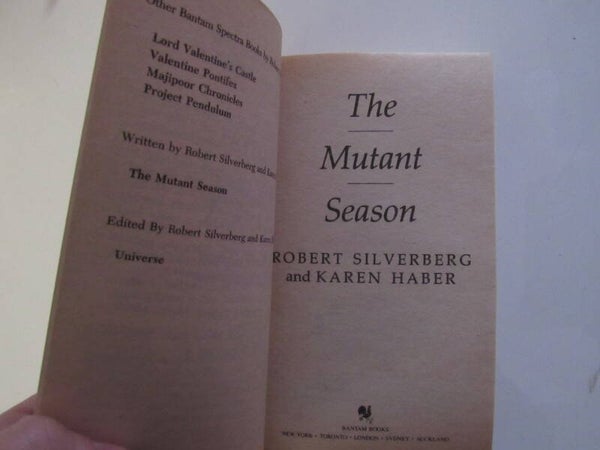 Other Bantam Spectra Books by
Lord Valentine's Castle
Valentine Pontifex
Majipoor Chronicles
Project Pendulum
Written by Robert Silverberg and
The Mutant Season
Edited By Robert Silverberg and
Universe
The
Mutant
Season
ROBERT SILVERBERG
and KAREN HABER
BANTAM BOOKS
NEW YORK • TORONTO • LONDON • SYDNEY • AUCKLAND